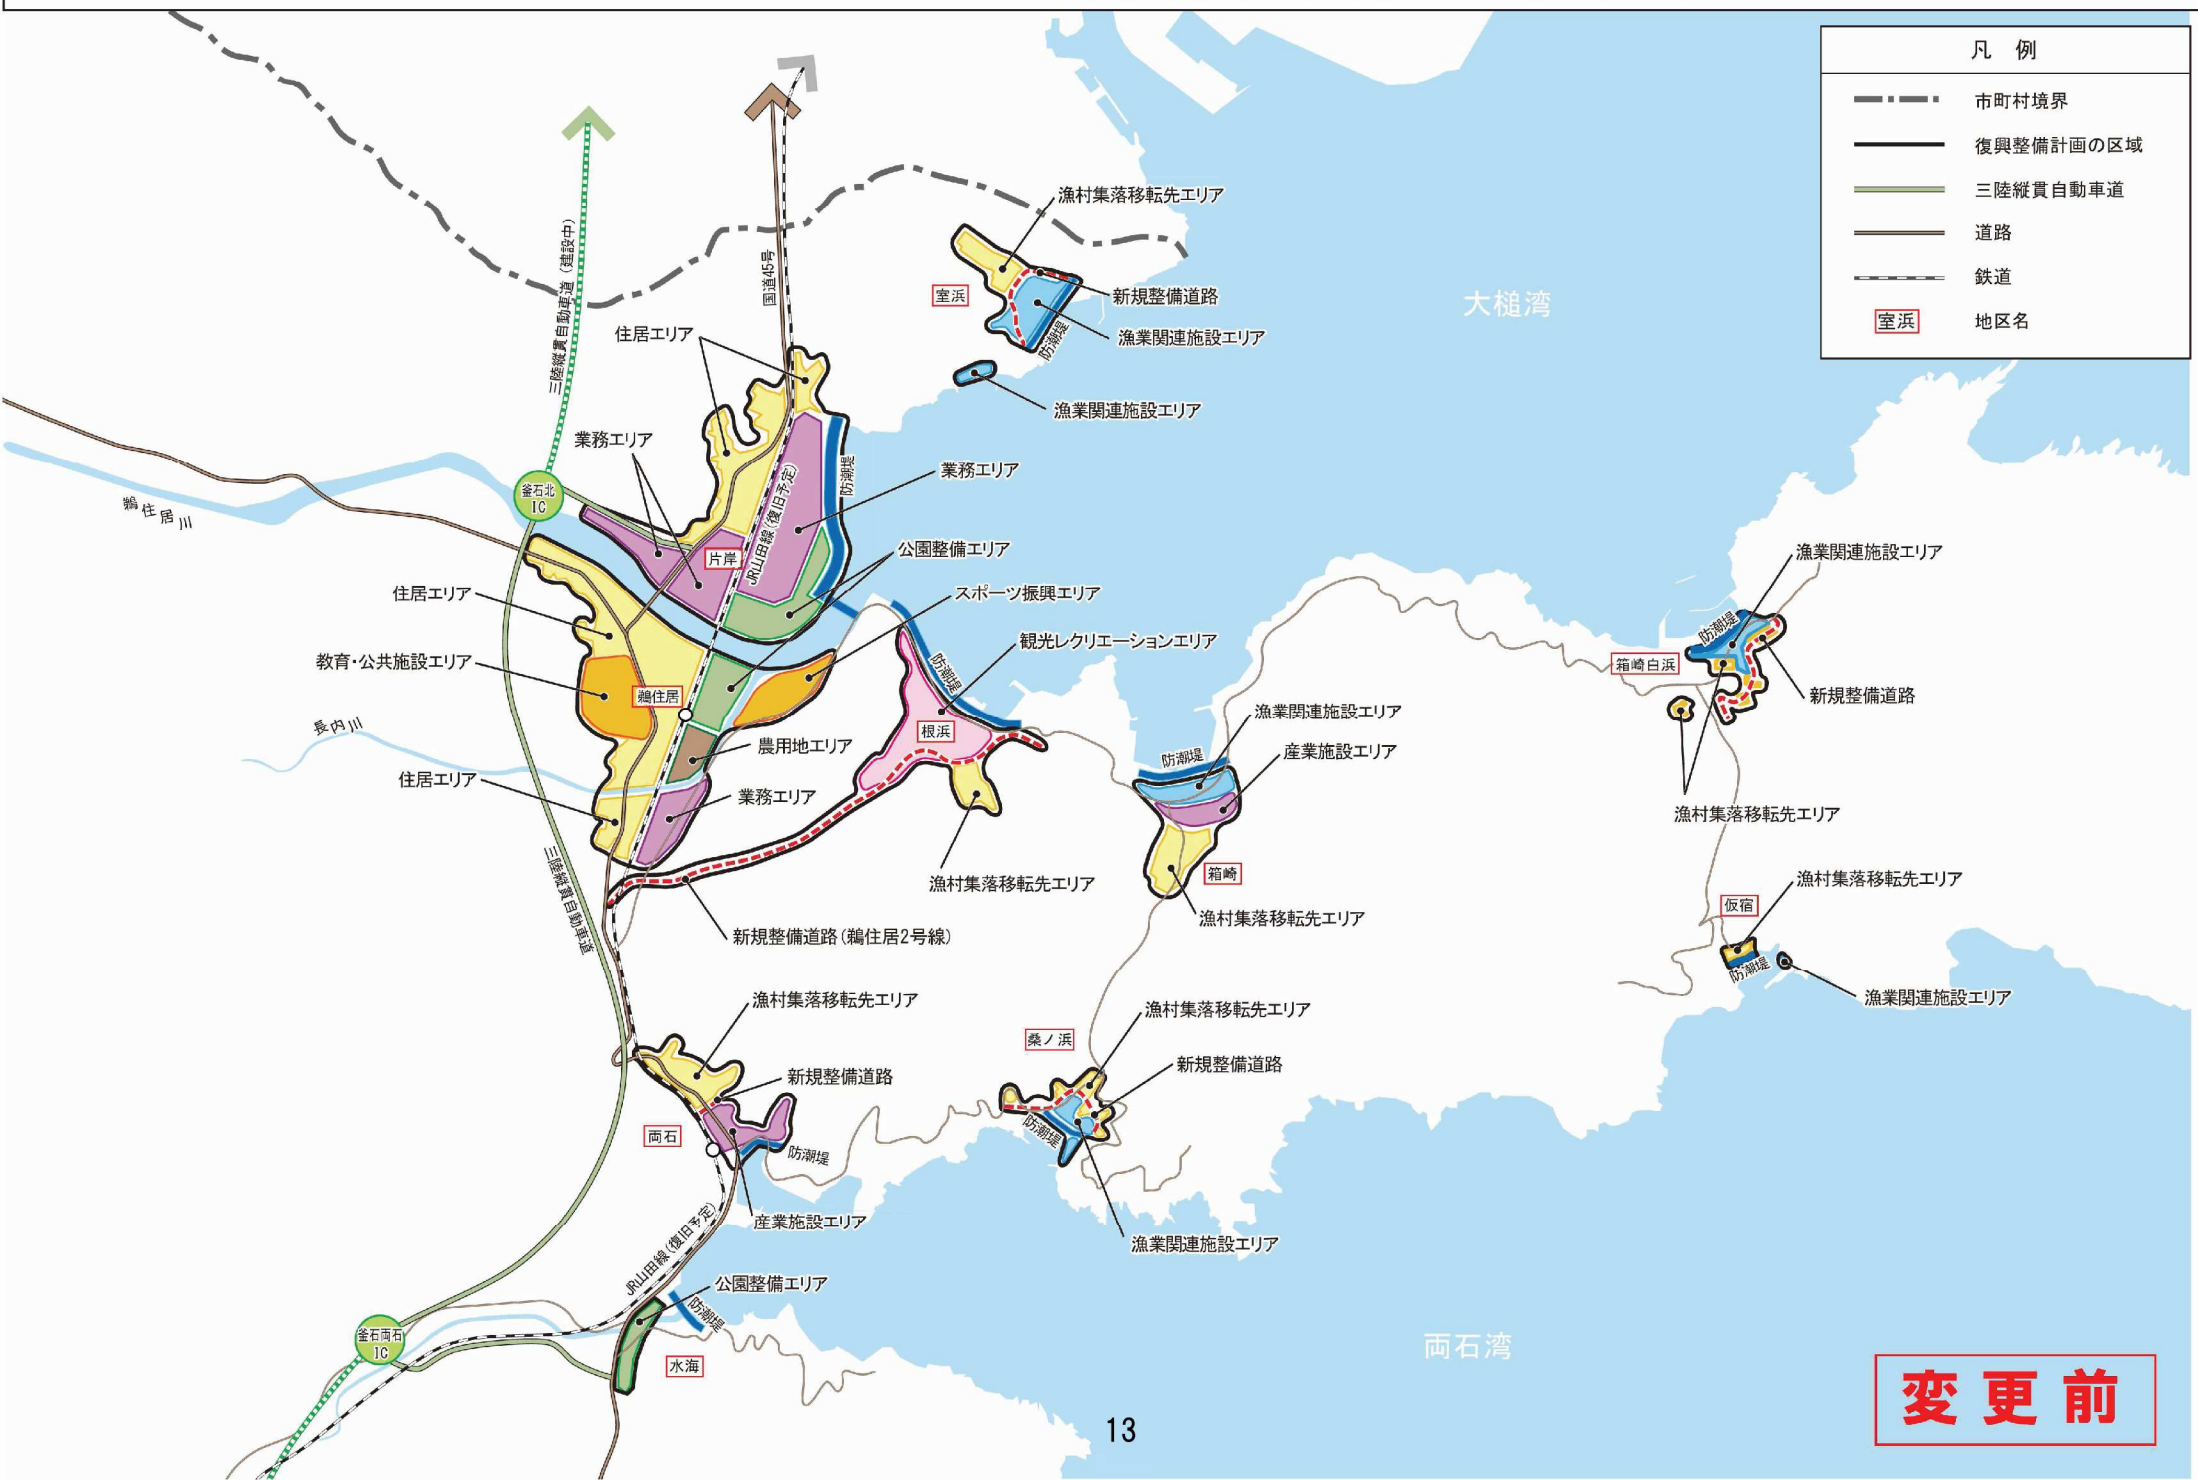 凡 例
市町村境界
復興整備計画の区域
三陸縦貫自動車道
道路
鉄道
室浜
地区名
漁村集落移転先エリア
室浜
新規整備道路
漁業関連施設エリア
防潮堤
漁業関連施設エリア
大槌湾
三陸縦貫自動車道（建設中）
国道45号
住居エリア
業務エリア
業務エリア
防潮堤
JR山田線(復旧予定)
釜石北
IC
鵜住居川
片岸
公園整備エリア
スポーツ振興エリア
住居エリア
教育・公共施設エリア
鵜住居
観光レクリエーションエリア
防潮堤
根浜
長内川
農用地エリア
住居エリア
業務エリア
漁村集落移転先エリア
新規整備道路(鵜住居2号線)
三陸縦貫自動車道
漁業関連施設エリア
産業施設エリア
防潮堤
箱崎
漁村集落移転先エリア
漁業関連施設エリア
防潮堤
箱崎白浜
新規整備道路
漁村集落移転先エリア
漁村集落移転先エリア
仮宿
防潮堤
漁業関連施設エリア
漁村集落移転先エリア
新規整備道路
両石
防潮堤
産業施設エリア
漁村集落移転先エリア
桑ノ浜
新規整備道路
防潮堤
漁業関連施設エリア
JR山田線(復旧予定)
公園整備エリア
防潮堤
釜石両石
IC
水海
両石湾
変更前
13